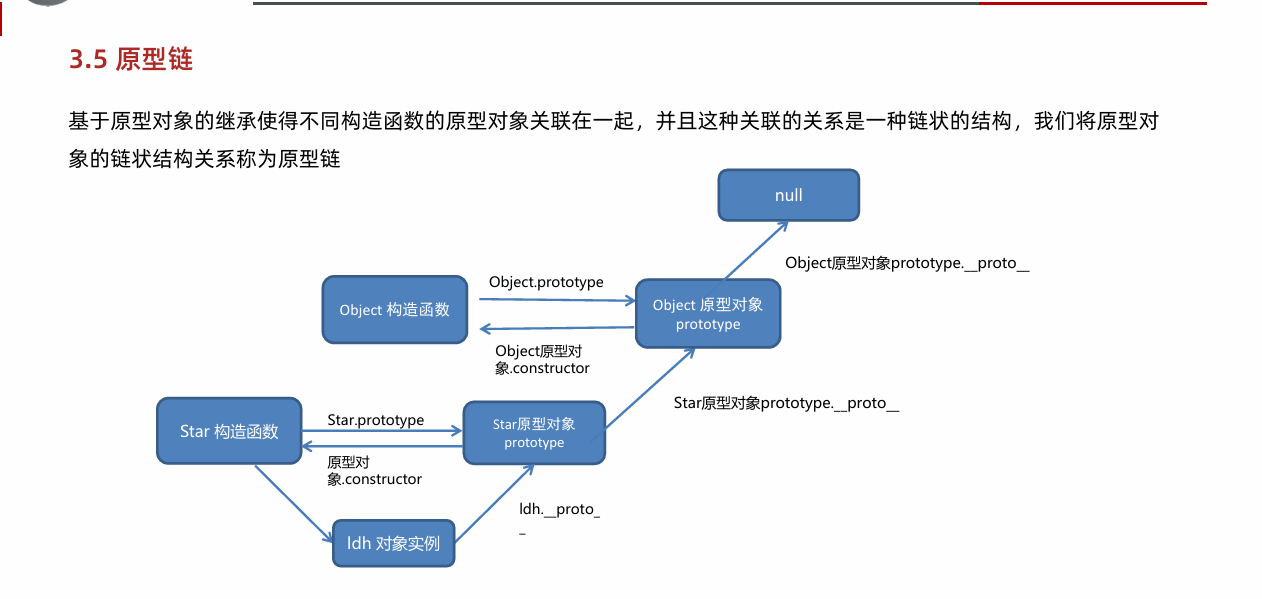 3.5 原型链
基于原型对象的继承使得不同构造函数的原型对象关联在一起，并且这种关联的关系是一种链状的结构，我们将原型对
象的链状结构关系称为原型链
null
Object原型对象prototype.__proto__
Object.prototype
Object 构造函数
Object 原型对象
prototype
Object原型对
象.constructor
Star原型对象prototype.__proto__
Star.prototype
Star 构造函数
Star原型对象
prototype
原型对
象.constructor
ldh.__proto_
_
ldh 对象实例